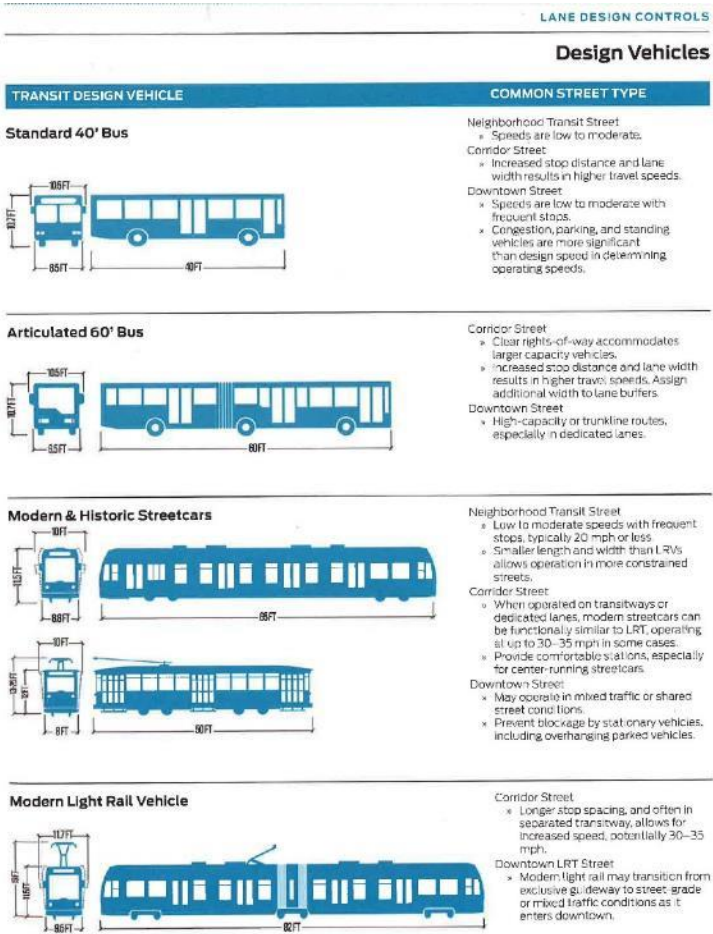 LANE DESIGN CONTROLS
Design Vehicles
TRANSIT DESIGN VEHICLE
COMMON STREET TYPE
Standard 40' Bus
10.5FT
10.7FT
8.5FT
40FT
Neighborhood Transit Street
» Speeds are low to moderate.
Corridor Street
» Increased stop distance and lane
width results in higher travel speeds.
Downtown Street
» Speeds are low to moderate with
frequent stops.
» Congestion, parking, and standing
vehicles are more significant
than design speed in determining
operating speeds.
Articulated 60' Bus
10.5FT
10.7FT
8.5FT
60FT
Corridor Street
» Clear rights-of-way accommodates
larger capacity vehicles.
» Increased stop distance and lane width
results in higher travel speeds. Assign
additional width to lane buffers.
Downtown Street
» High-capacity or trunkline routes,
especially in dedicated lanes.
Modern & Historic Streetcars
10FT
11.5FT
8.8FT
66FT
10FT
12FT
8FT
50FT
Neighborhood Transit Street
» Low to moderate speeds with frequent
stops, typically 20 mph or less
» Smaller length and width than LRVs
allows operation in more constrained
streets.
Corridor Street
» When operated on transitways or
dedicated lanes, modern streetcars can
be functionally similar to LRT, operating
at up to 30–35 mph in some cases.
» Provide comfortable stations, especially
for center-running streetcars.
Downtown Street
» May operate in mixed traffic or shared
street conditions.
» Prevent blockage by stationary vehicles,
including overhanging parked vehicles.
Modern Light Rail Vehicle
11.7FT
11.5FT
8.6FT
82FT
Corridor Street
» Longer stop spacing, and often in
separated transitway, allows for
increased speed, potentially 30–35
mph.
Downtown LRT Street
» Modern light rail may transition from
exclusive guideway to street-grade
or mixed traffic conditions as it
enters downtown.